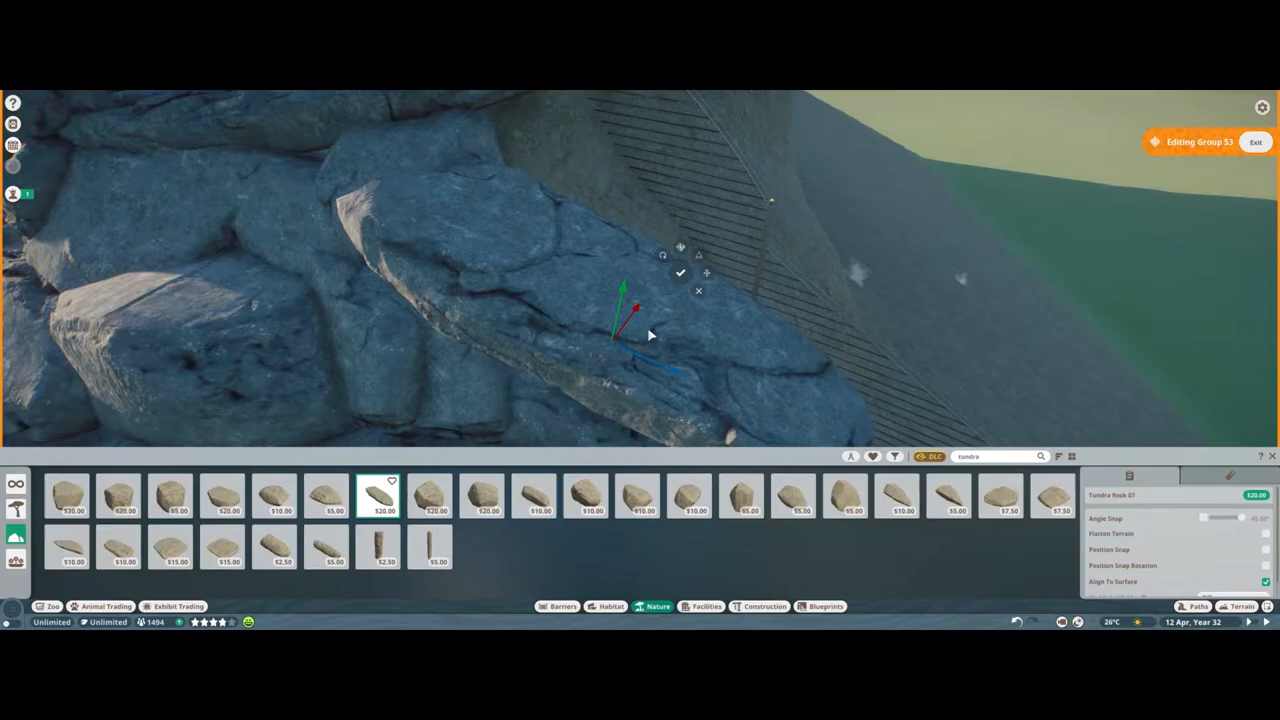 ?
Editing Group 53
Exit
1
DLC
tundra
? ×
$30.00 $20.00 $5.00 $20.00 $10.00 $5.00 $20.00 $20.00 $20.00 $10.00 $10.00 $10.00 $10.00 $5.00 $5.00 $5.00 $10.00 $5.00 $7.50 $7.50
$10.00 $10.00 $15.00 $15.00 $2.50 $5.00 $2.50 $5.00
Tundra Rock 07 $20.00
Angle Snap 45.00°
Flatten Terrain
Position Snap
Position Snap Rotation
Align To Surface
Zoo Animal Trading Exhibit Trading Barriers Habitat Nature Facilities Construction Blueprints Paths Terrain
Unlimited Unlimited 1494 26°C 12 Apr, Year 32